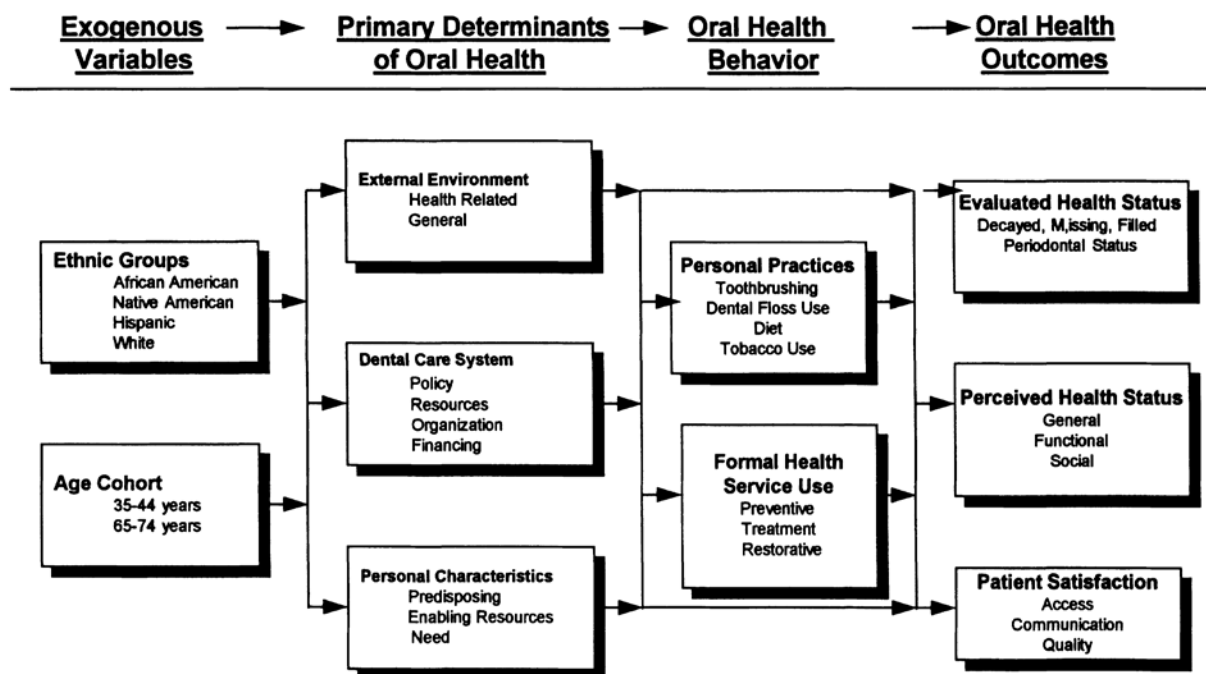 Exogenous Variables
Primary Determinants of Oral Health
Oral Health Behavior
Oral Health Outcomes
Ethnic Groups
African American
Native American
Hispanic
White
Age Cohort
35-44 years
65-74 years
External Environment
Health Related
General
Dental Care System
Policy
Resources
Organization
Financing
Personal Characteristics
Predisposing
Enabling Resources
Need
Personal Practices
Toothbrushing
Dental Floss Use
Diet
Tobacco Use
Formal Health
Service Use
Preventive
Treatment
Restorative
Evaluated Health Status
Decayed, M,issing, Filled
Periodontal Status
Perceived Health Status
General
Functional
Social
Patient Satisfaction
Access
Communication
Quality